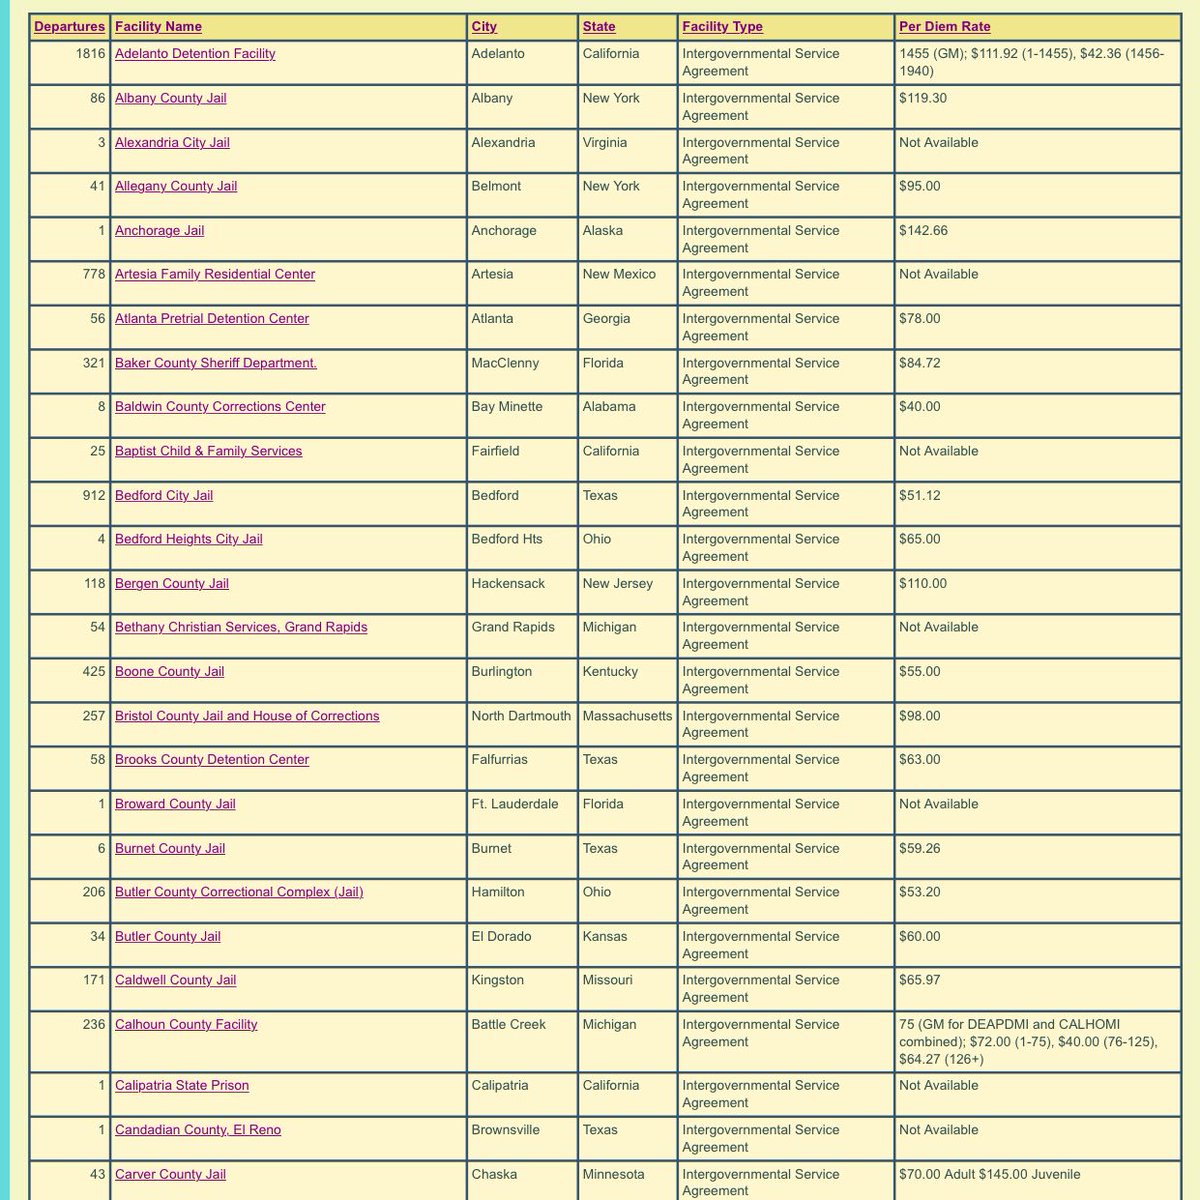 Departures Facility Name City State Facility Type Per Diem Rate
1816 Adelanto Detention Facility Adelanto California Intergovernmental Service 1455 (GM); $111.92 (1-1455), $42.36 (1456-
Agreement 1940)
86 Albany County Jail Albany New York Intergovernmental Service $119.30
Agreement
3 Alexandria City Jail Alexandria Virginia Intergovernmental Service Not Available
Agreement
41 Allegany County Jail Belmont New York Intergovernmental Service $95.00
Agreement
1 Anchorage Jail Anchorage Alaska Intergovernmental Service $142.66
Agreement
778 Artesia Family Residential Center Artesia New Mexico Intergovernmental Service Not Available
Agreement
56 Atlanta Pretrial Detention Center Atlanta Georgia Intergovernmental Service $78.00
Agreement
321 Baker County Sheriff Department. MacClenny Florida Intergovernmental Service $84.72
Agreement
8 Baldwin County Corrections Center Bay Minette Alabama Intergovernmental Service $40.00
Agreement
25 Baptist Child & Family Services Fairfield California Intergovernmental Service Not Available
Agreement
912 Bedford City Jail Bedford Texas Intergovernmental Service $51.12
Agreement
4 Bedford Heights City Jail Bedford Hts Ohio Intergovernmental Service $65.00
Agreement
118 Bergen County Jail Hackensack New Jersey Intergovernmental Service $110.00
Agreement
54 Bethany Christian Services, Grand Rapids Grand Rapids Michigan Intergovernmental Service Not Available
Agreement
425 Boone County Jail Burlington Kentucky Intergovernmental Service $55.00
Agreement
257 Bristol County Jail and House of Corrections North Dartmouth Massachusetts Intergovernmental Service $98.00
Agreement
58 Brooks County Detention Center Falfurrias Texas Intergovernmental Service $63.00
Agreement
1 Broward County Jail Ft. Lauderdale Florida Intergovernmental Service Not Available
Agreement
6 Burnet County Jail Burnet Texas Intergovernmental Service $59.26
Agreement
206 Butler County Correctional Complex (Jail) Hamilton Ohio Intergovernmental Service $53.20
Agreement
34 Butler County Jail El Dorado Kansas Intergovernmental Service $60.00
Agreement
171 Caldwell County Jail Kingston Missouri Intergovernmental Service $65.97
Agreement
236 Calhoun County Facility Battle Creek Michigan Intergovernmental Service 75 (GM for DEAPDMI and CALHOMI
Agreement combined); $72.00 (1-75), $40.00 (76-125),
$64.27 (126+)
1 Calipatria State Prison Calipatria California Intergovernmental Service Not Available
Agreement
1 Candadian County, El Reno Brownsville Texas Intergovernmental Service Not Available
Agreement
43 Carver County Jail Chaska Minnesota Intergovernmental Service $70.00 Adult $145.00 Juvenile
Agreement